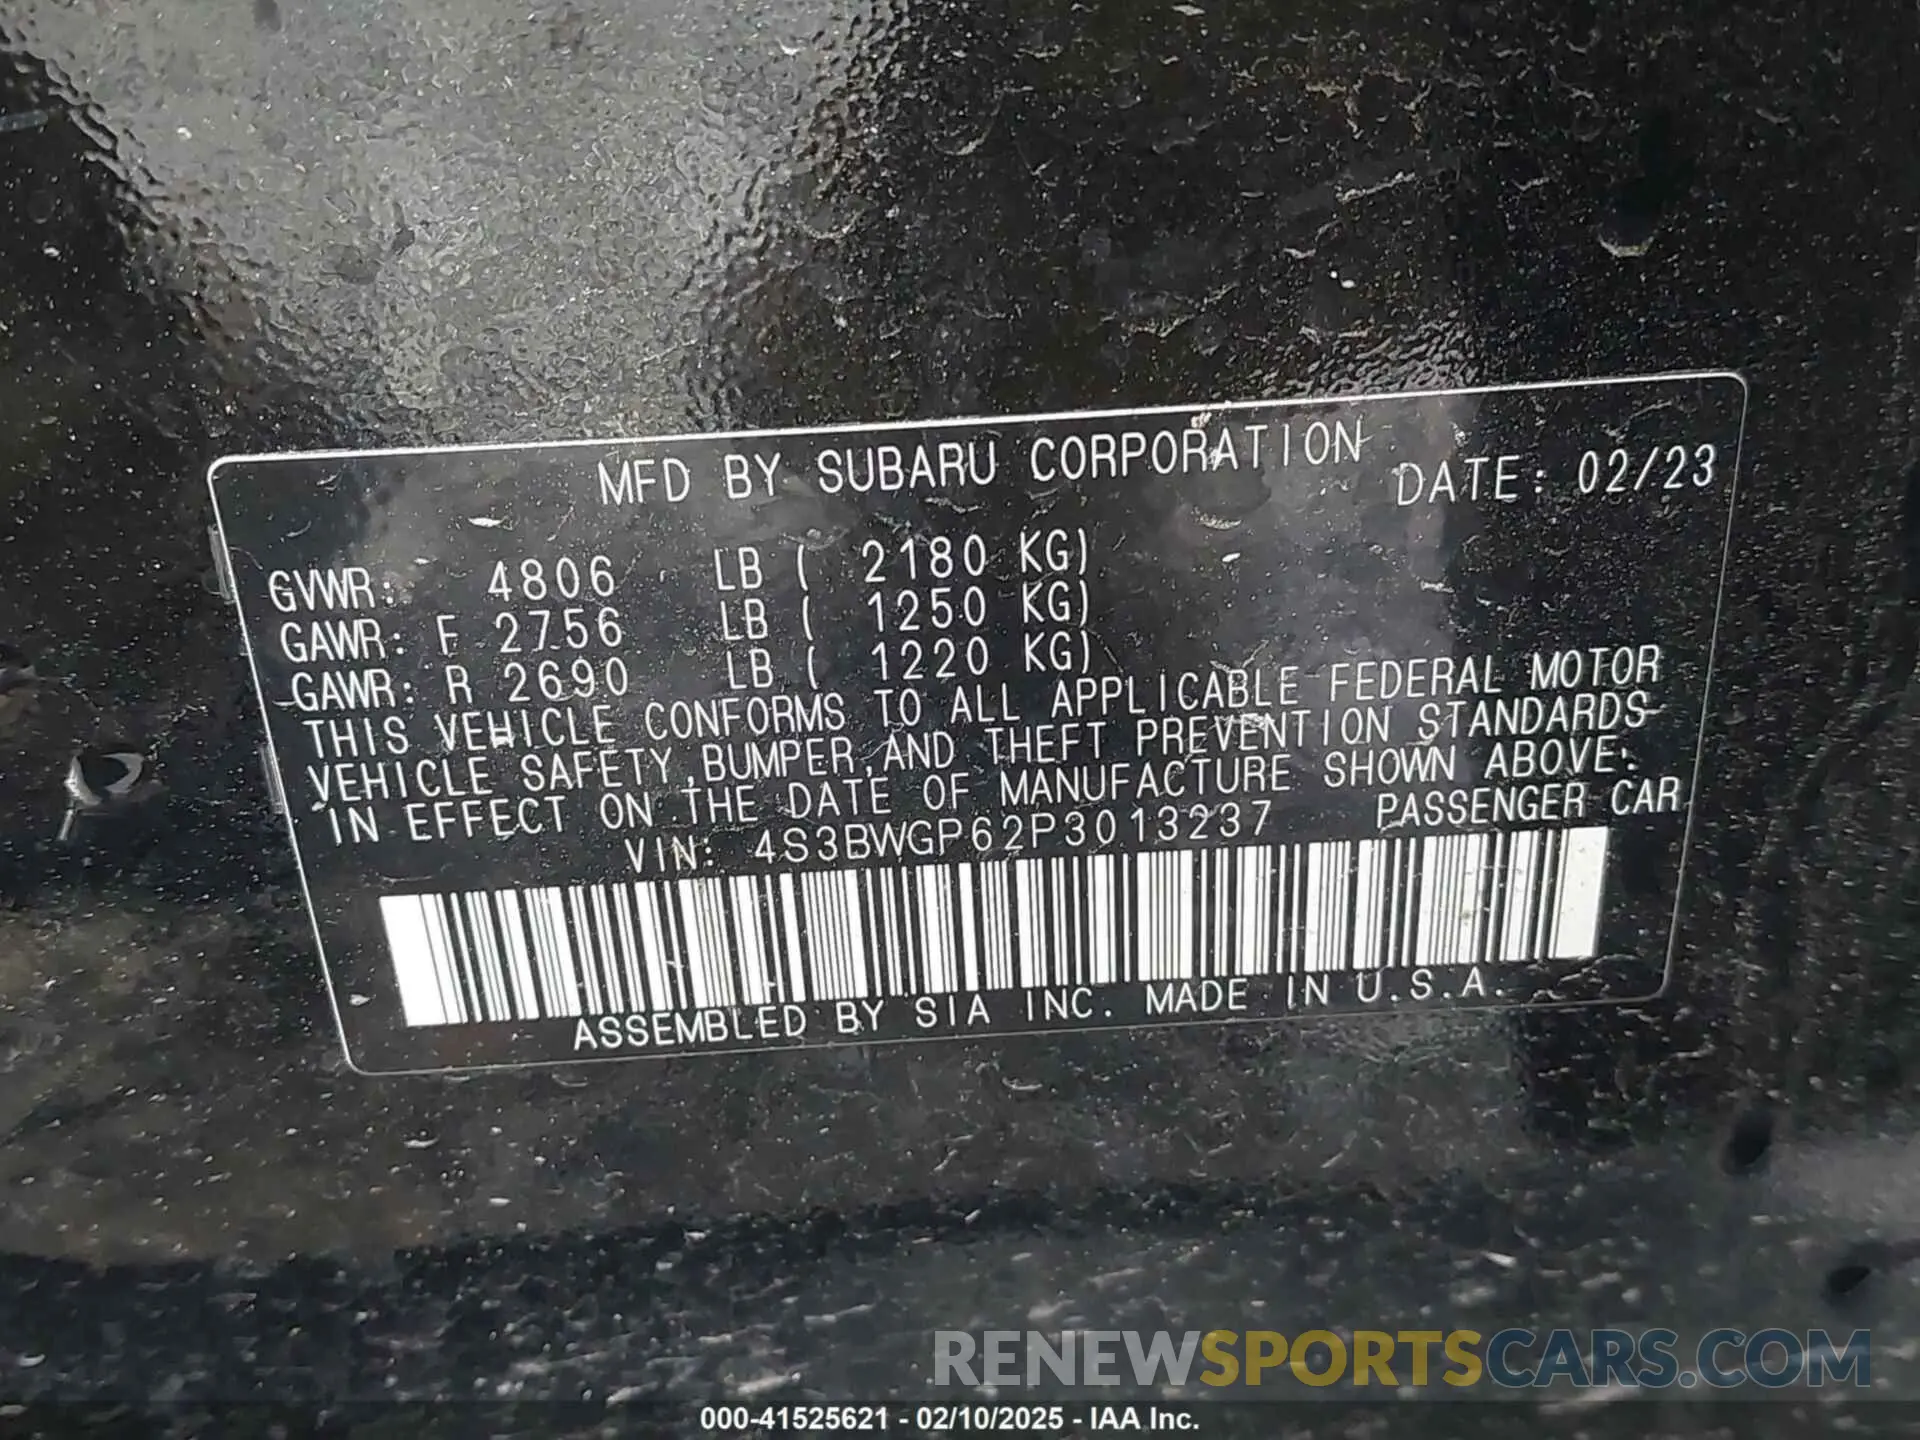 MFD BY SUBARU CORPORATION DATE: 02/23
GVWR: 4806 LB ( 2180 KG)
GAWR: F 2756 LB ( 1250 KG)
GAWR: R 2690 LB ( 1220 KG)
THIS VEHICLE CONFORMS TO ALL APPLICABLE FEDERAL MOTOR
VEHICLE SAFETY,BUMPER,AND THEFT PREVENTION STANDARDS
IN EFFECT ON THE DATE OF MANUFACTURE SHOWN ABOVE.
VIN: 4S3BWGP62P3013237 PASSENGER CAR
ASSEMBLED BY SIA INC. MADE IN U.S.A.
RENEWSPORTSCARS.COM
000-41525621 - 02/10/2025 - IAA Inc.